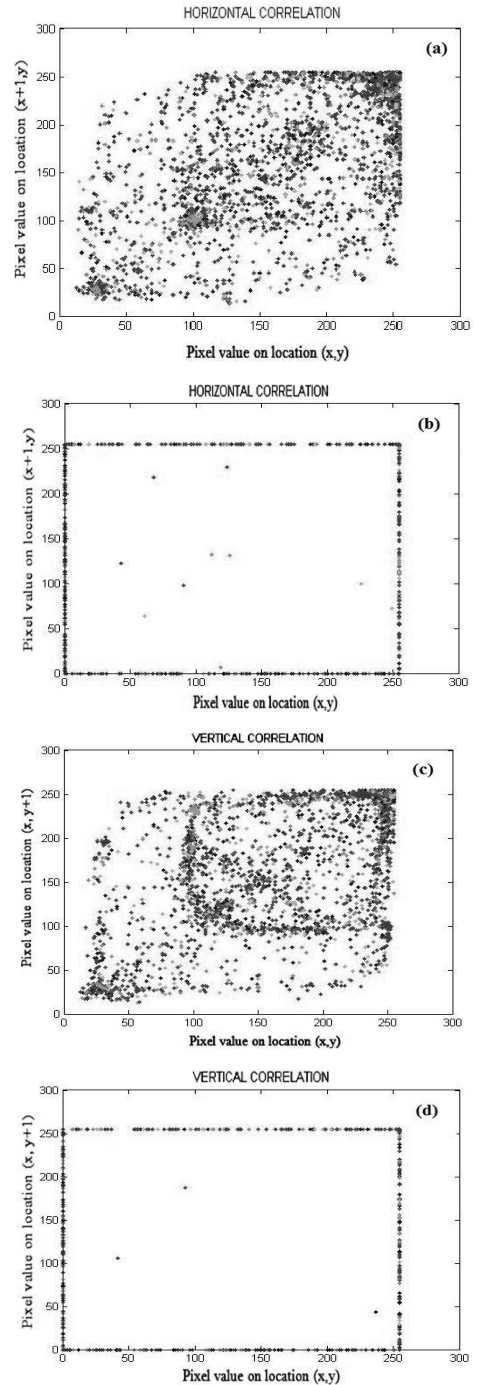 HORIZONTAL CORRELATION
(a)
Pixel value on location (x+1,y)
300
250
200
150
100
50
0
0 50 100 150 200 250 300
Pixel value on location (x,y)
HORIZONTAL CORRELATION
(b)
Pixel value on location (x+1,y)
300
250
200
150
100
50
0
0 50 100 150 200 250 300
Pixel value on location (x,y)
VERTICAL CORRELATION
(c)
Pixel value on location (x, y+1)
300
250
200
150
100
50
0
0 50 100 150 200 250 300
Pixel value on location (x,y)
VERTICAL CORRELATION
(d)
Pixel value on location (x, y+1)
300
250
200
150
100
50
0
0 50 100 150 200 250 300
Pixel value on location (x,y)